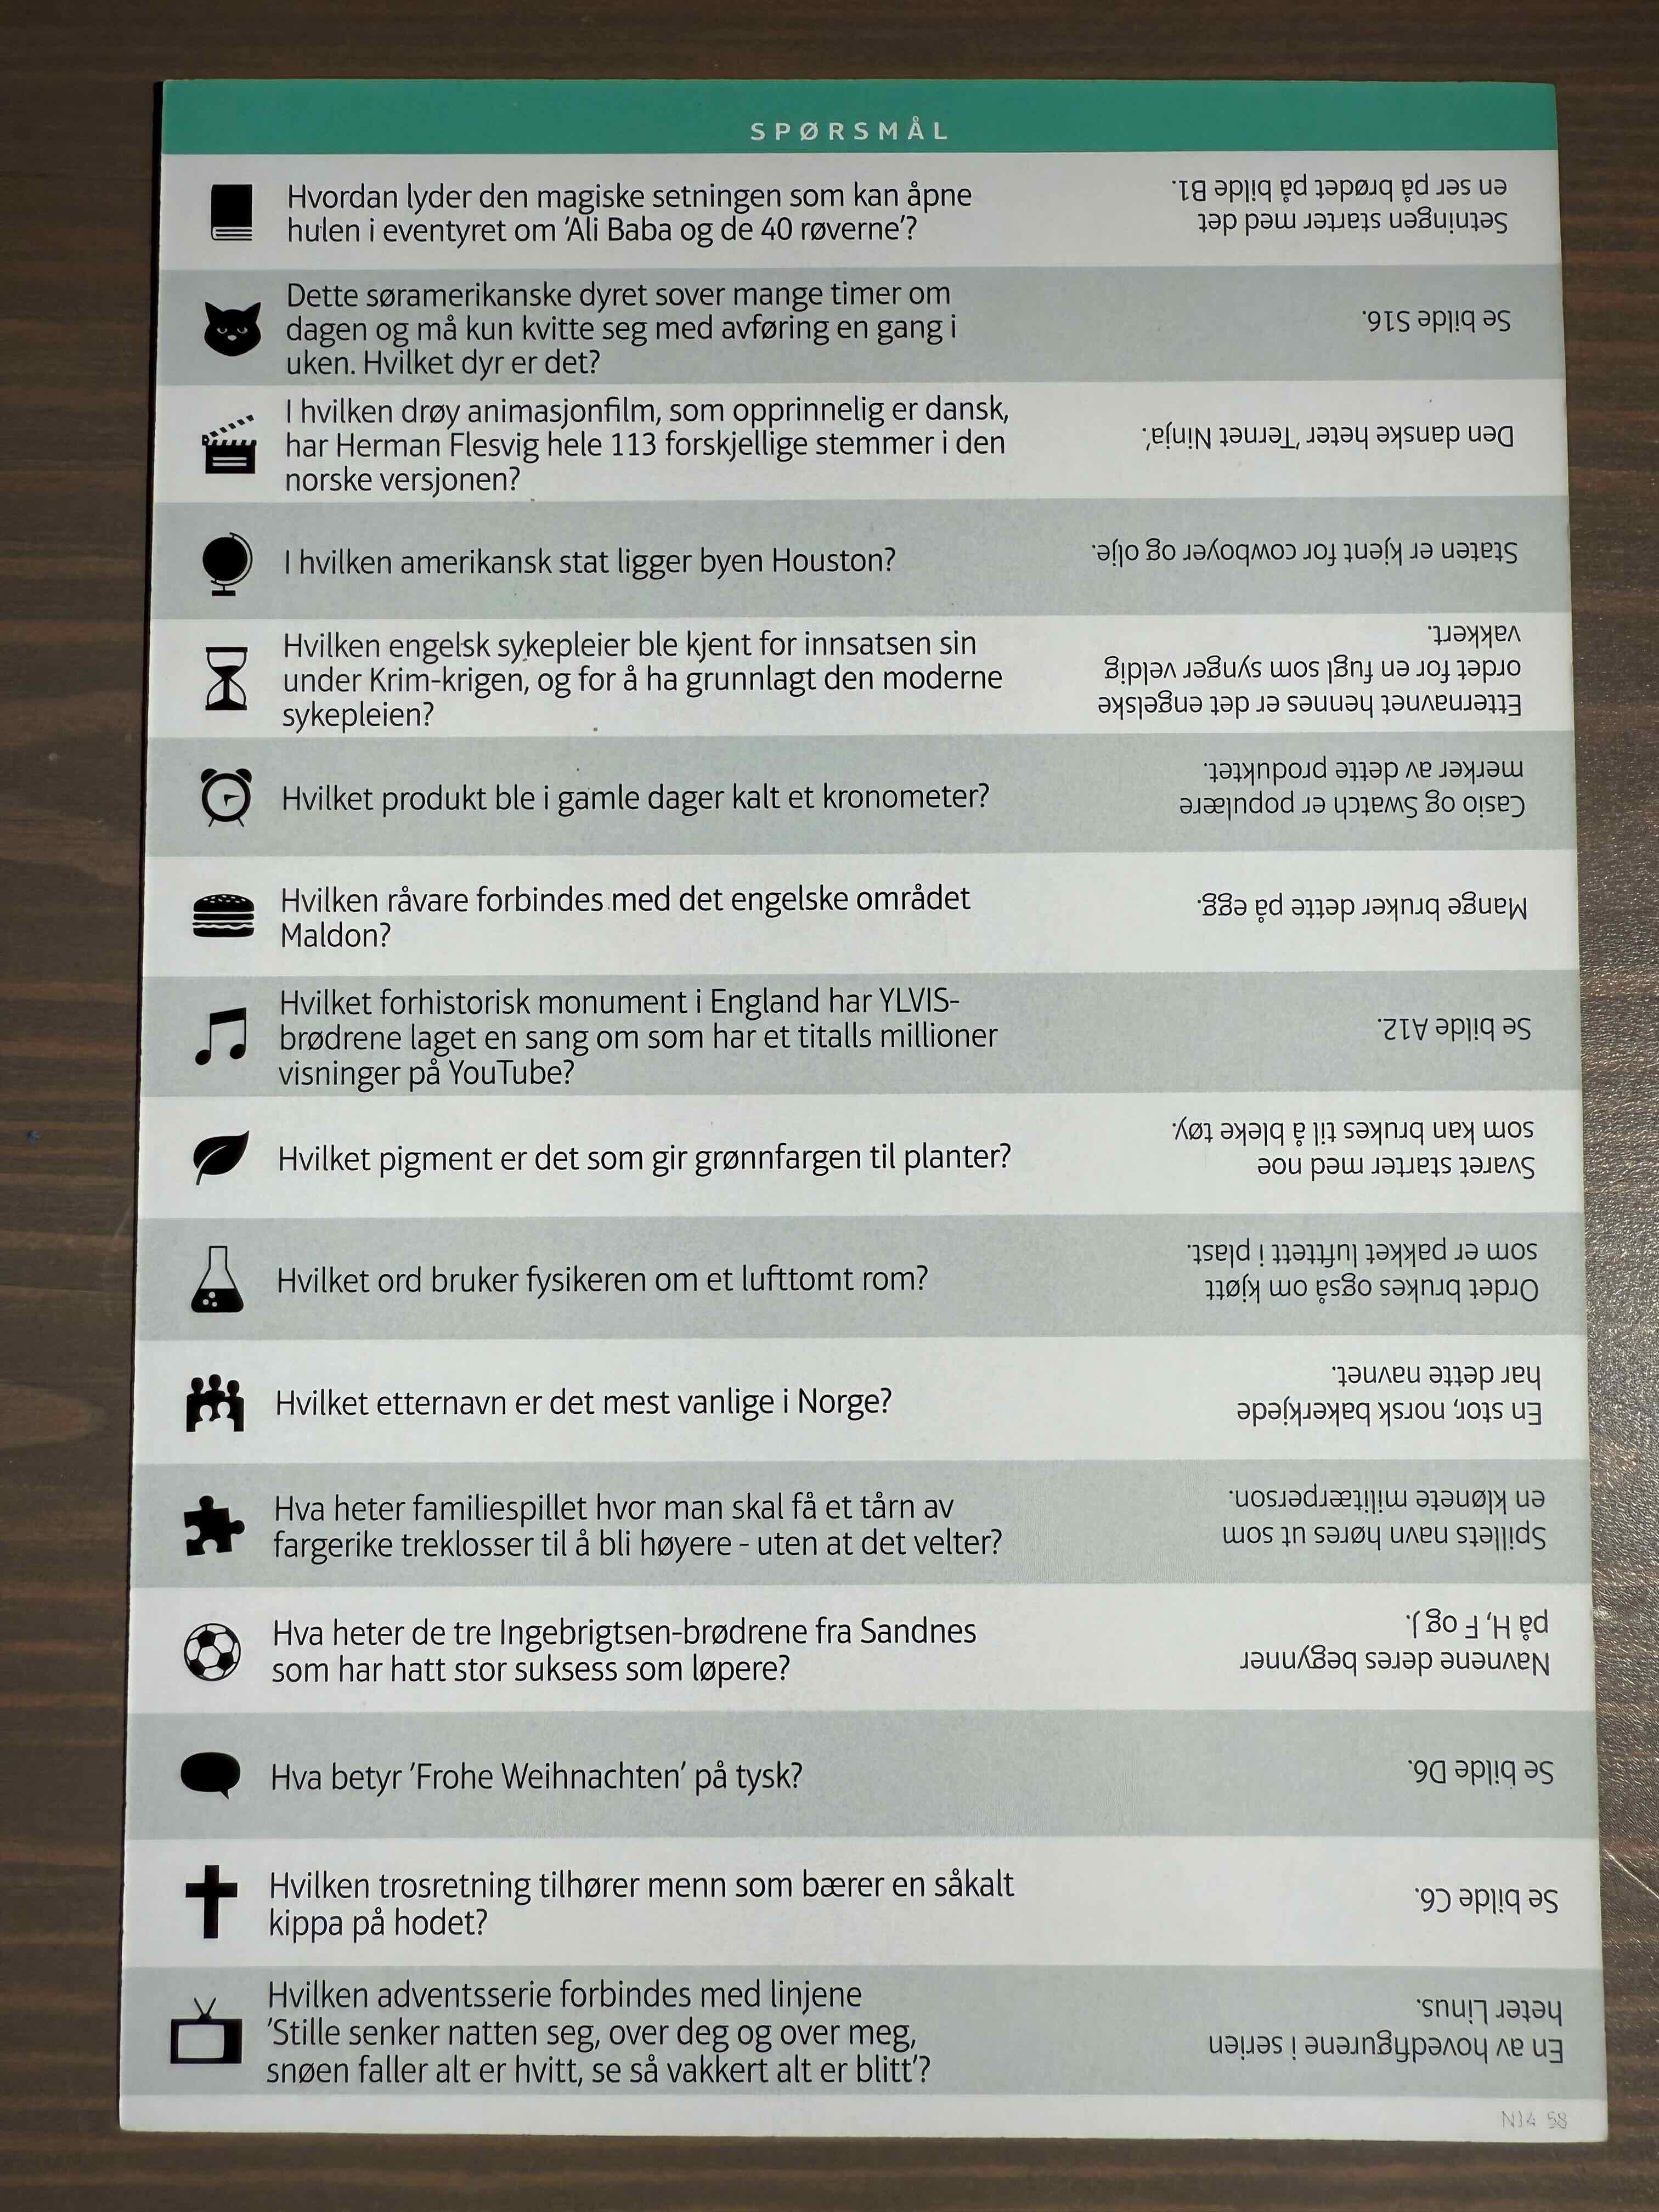 SPØRSMÅL
Hvordan lyder den magiske setningen som kan åpne
hulen i eventyret om 'Ali Baba og de 40 røverne'?
Setningen starter med det
en ser på brødet på bilde B1.
Dette søramerikanske dyret sover mange timer om
dagen og må kun kvitte seg med avføring en gang i
uken. Hvilket dyr er det?
Se bilde S16.
I hvilken drøy animasjonfilm, som opprinnelig er dansk,
har Herman Flesvig hele 113 forskjellige stemmer i den
norske versjonen?
Den danske heter 'Ternet Ninja'.
I hvilken amerikansk stat ligger byen Houston?
Staten er kjent for cowboyer og olje.
Hvilken engelsk sykepleier ble kjent for innsatsen sin
under Krim-krigen, og for å ha grunnlagt den moderne
sykepleien?
Etternavnet hennes er det engelske
ordet for en fugl som synger veldig
vakkert.
Hvilket produkt ble i gamle dager kalt et kronometer?
Casio og Swatch er populære
merker av dette produktet.
Hvilken råvare forbindes med det engelske området
Maldon?
Mange bruker dette på egg.
Hvilket forhistorisk monument i England har YLVIS-
brødrene laget en sang om som har et titalls millioner
visninger på YouTube?
Se bilde A12.
Hvilket pigment er det som gir grønnfargen til planter?
Svaret starter med noe
som kan brukes til å bleke tøy.
Hvilket ord bruker fysikeren om et lufttomt rom?
Ordet brukes også om kjøtt
som er pakket lufttett i plast.
Hvilket etternavn er det mest vanlige i Norge?
En stor, norsk bakerkjede
har dette navnet.
Hva heter familiespillet hvor man skal få et tårn av
fargerike treklosser til å bli høyere - uten at det velter?
Spillets navn høres ut som
en klønete militærperson.
Hva heter de tre Ingebrigtsen-brødrene fra Sandnes
som har hatt stor suksess som løpere?
Navnene deres begynner
på H, F og J.
Hva betyr 'Frohe Weihnachten' på tysk?
Se bilde D6.
Hvilken trosretning tilhører menn som bærer en såkalt
kippa på hodet?
Se bilde C6.
Hvilken adventsserie forbindes med linjene
'Stille senker natten seg, over deg og over meg,
snøen faller alt er hvitt, se så vakkert alt er blitt'?
En av hovedfigurene i serien
heter Linus.
N14 58